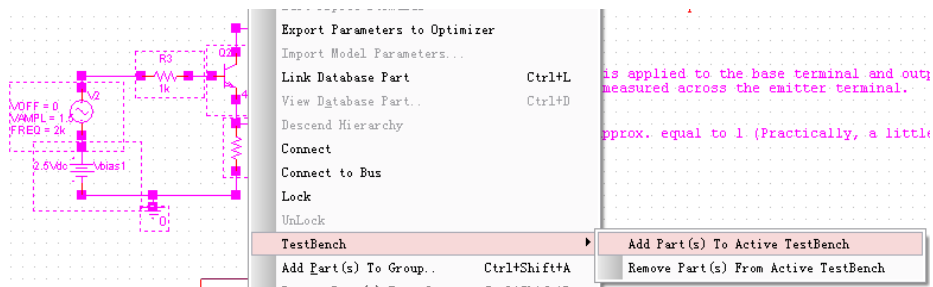 Export Parameters to Optimizer
Import Model Parameters...
Link Database Part Ctrl+L
View Database Part.. Ctrl+D
Descend Hierarchy
Connect
Connect to Bus
Lock
UnLock
TestBench
Add Part(s) To Group.. Ctrl+Shift+A
Add Part(s) To Active TestBench
Remove Part(s) From Active TestBench
is applied to the base terminal and outp
measured across the emitter terminal.
pprox. equal to 1 (Practically, a little
R3
1k
Q2
V2
VOFF = 0
VAMPL = 1.5
FREQ = 2k
2.5Vdc
Vbias1
0